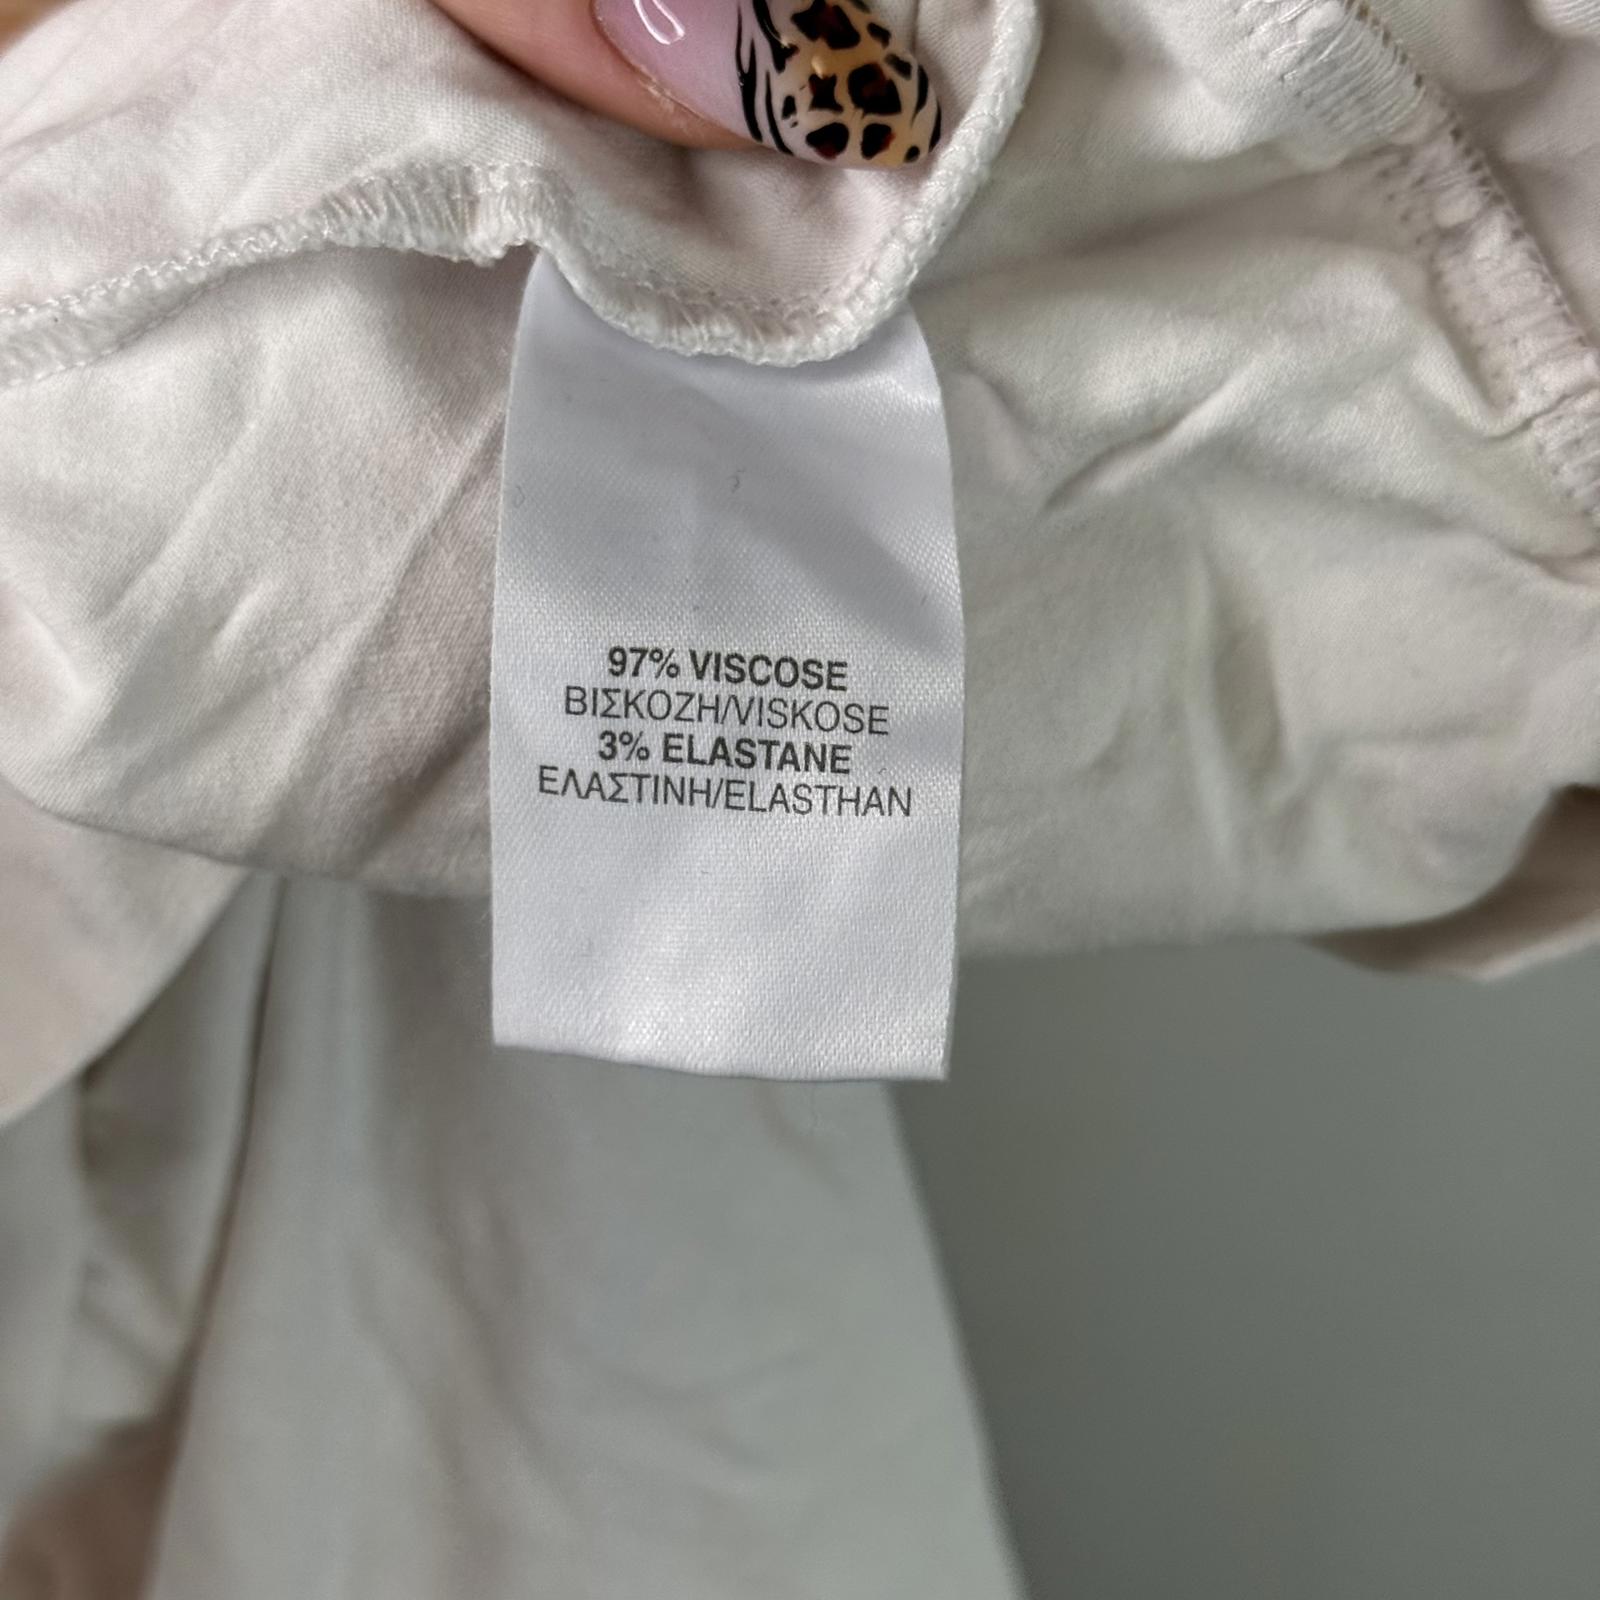 97% VISCOSE
ΒΙΣΚΟΖΗ/VISKOSE
3% ELASTANE
ΕΛΑΣΤΙΝΗ/ELASTHAN